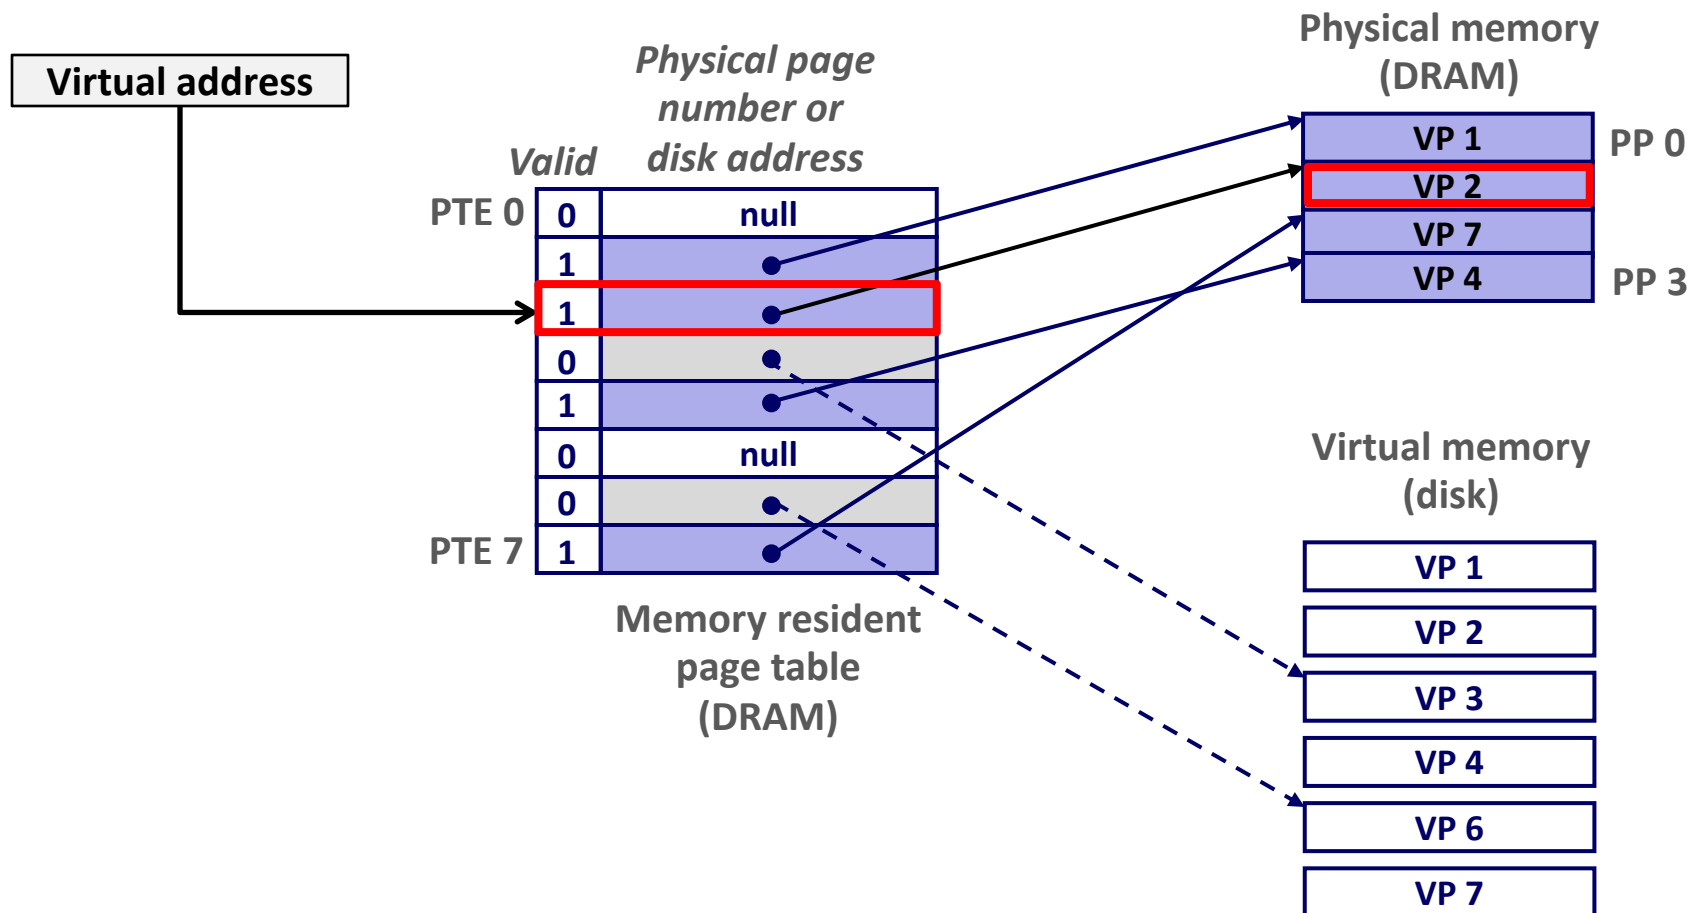 Virtual address
Physical page
number or
disk address
Valid
PTE 0
0
null
1
1
0
1
0
null
0
PTE 7
1
Memory resident
page table
(DRAM)
Physical memory
(DRAM)
VP 1
PP 0
VP 2
VP 7
VP 4
PP 3
Virtual memory
(disk)
VP 1
VP 2
VP 3
VP 4
VP 6
VP 7